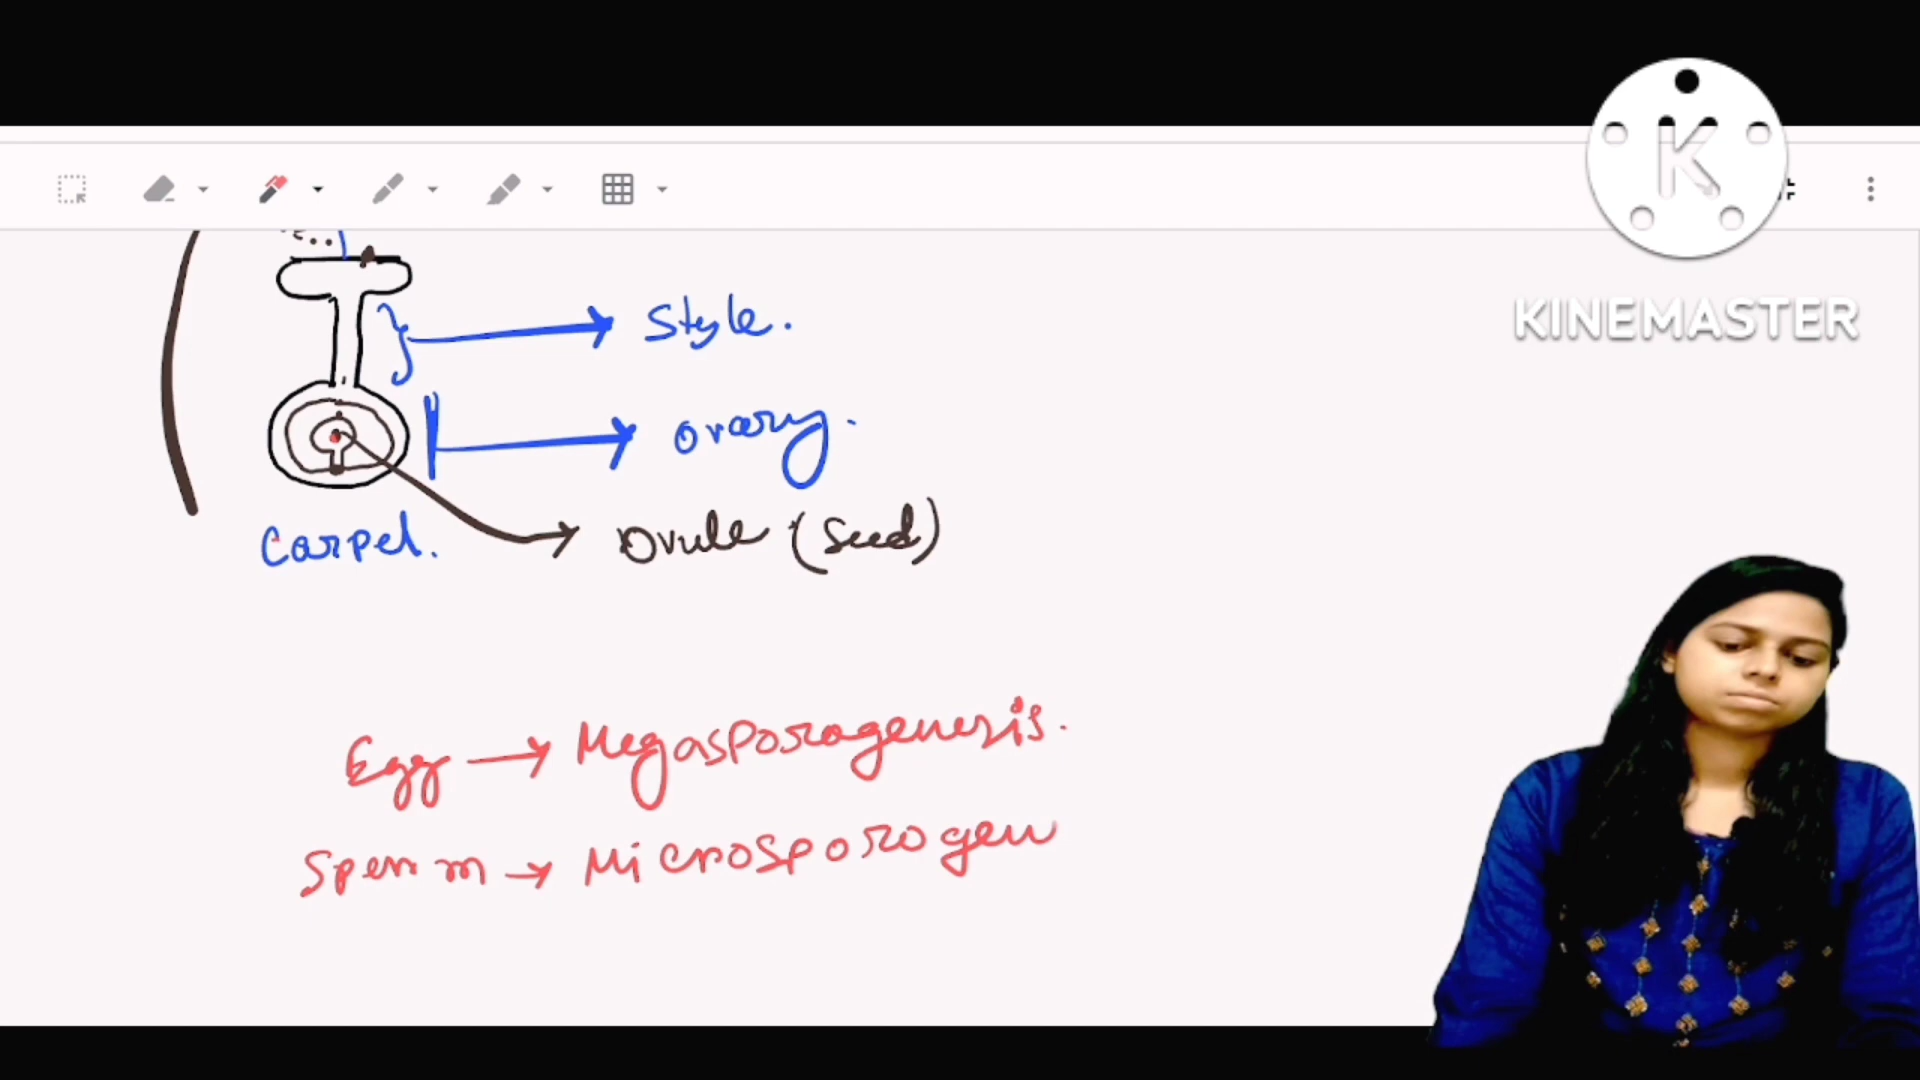 K
KINEMASTER
Style.
Ovary.
Carpel.
Ovule (Seed)
Egg → Megasporogenesis.
Sperm → Microsporogen